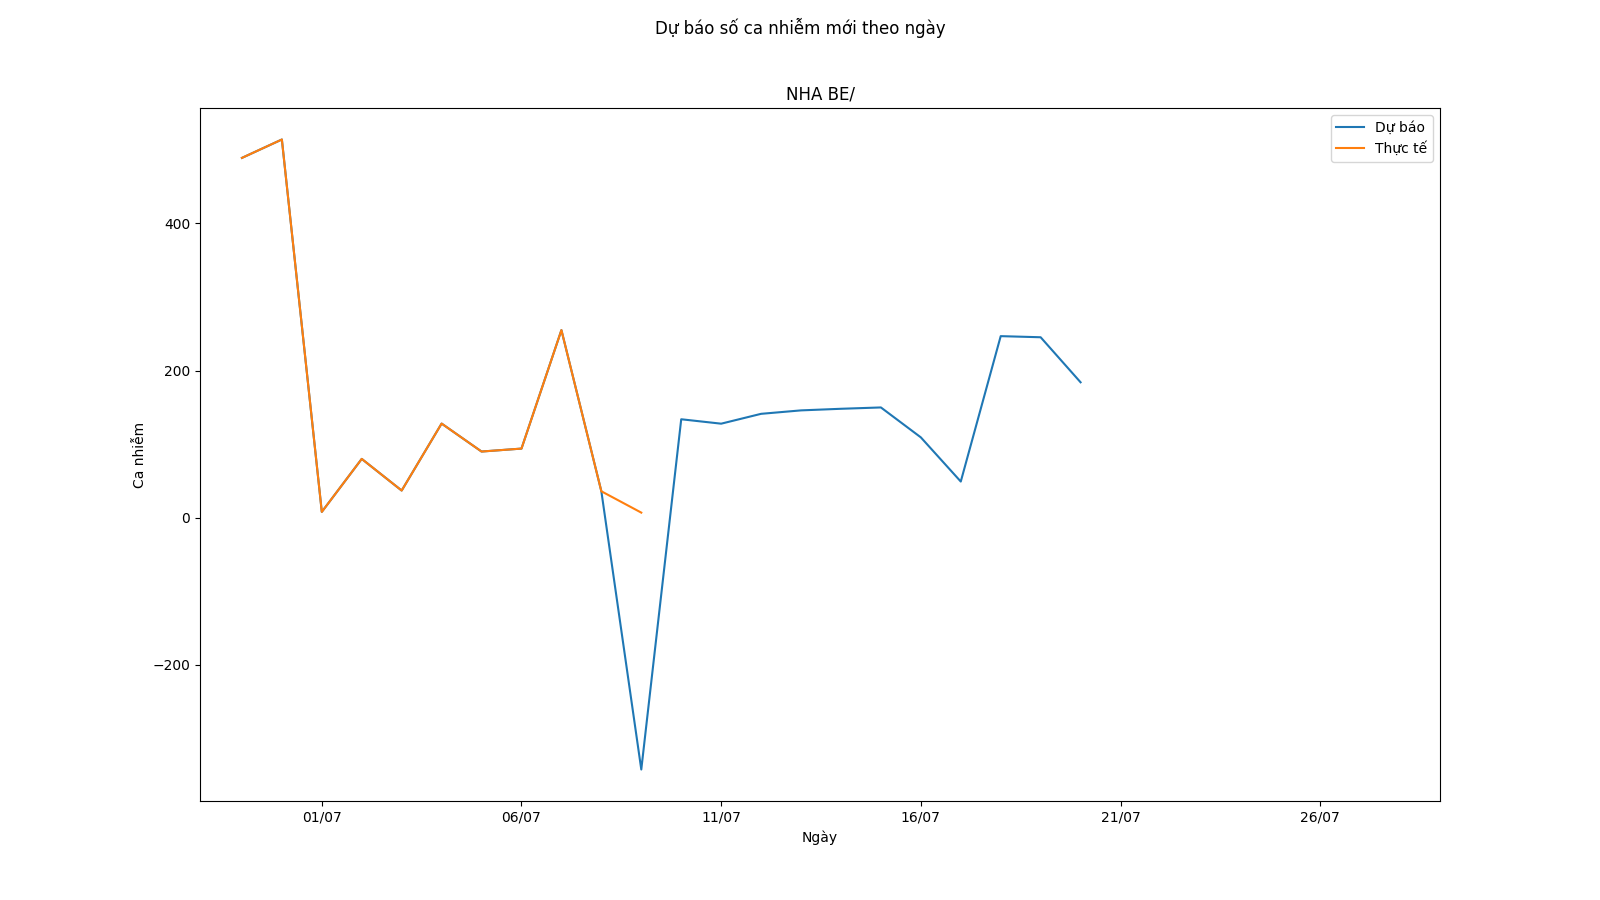 Dự báo số ca nhiễm mới theo ngày
NHA BE/
Dự báo
Thực tế
400
200
0
−200
Ca nhiễm
01/07 06/07 11/07 16/07 21/07 26/07
Ngày